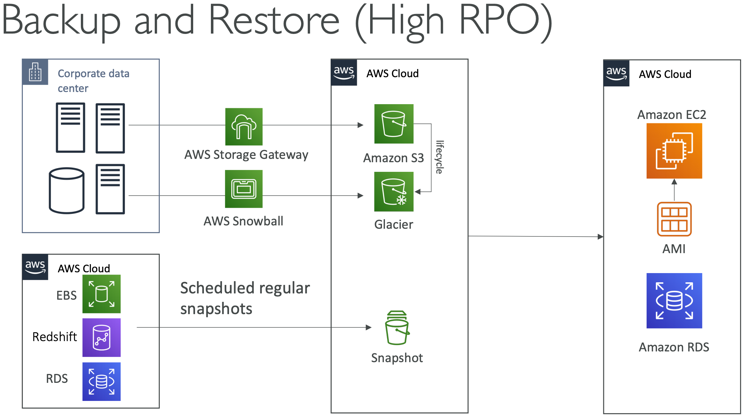 Backup and Restore (High RPO)
Corporate data
center
AWS Storage Gateway
AWS Snowball
aws
AWS Cloud
EBS
Redshift
RDS
Scheduled regular
snapshots
aws
AWS Cloud
Amazon S3
lifecycle
Glacier
Snapshot
aws
AWS Cloud
Amazon EC2
AMI
Amazon RDS